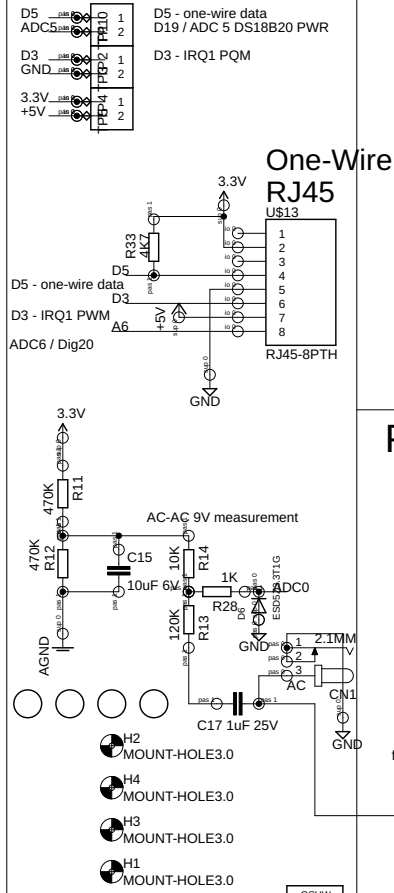 D5
D5 - one-wire data
ADC5
D19 / ADC 5 DS18B20 PWR
1
2
D3
D3 - IRQ1 PQM
GND
1
2
3.3V
+5V
1
2
One-Wire
RJ45
3.3V
U$13
R33
4K7
1
2
3
4
5
6
7
8
D5
D5 - one-wire data
D3
D3 - IRQ1 PWM
+5V
A6
ADC6 / Dig20
RJ45-8PTH
GND
3.3V
470K
R11
AC-AC 9V measurement
470K
R12
C15
10uF 6V
10K
R14
1K
R28
ADC0
D6
120K
R13
GND
AGND
2.1MM
1
2
3
AC
CN1
C17 1uF 25V
GND
H2
MOUNT-HOLE3.0
H4
MOUNT-HOLE3.0
H3
MOUNT-HOLE3.0
H1
MOUNT-HOLE3.0